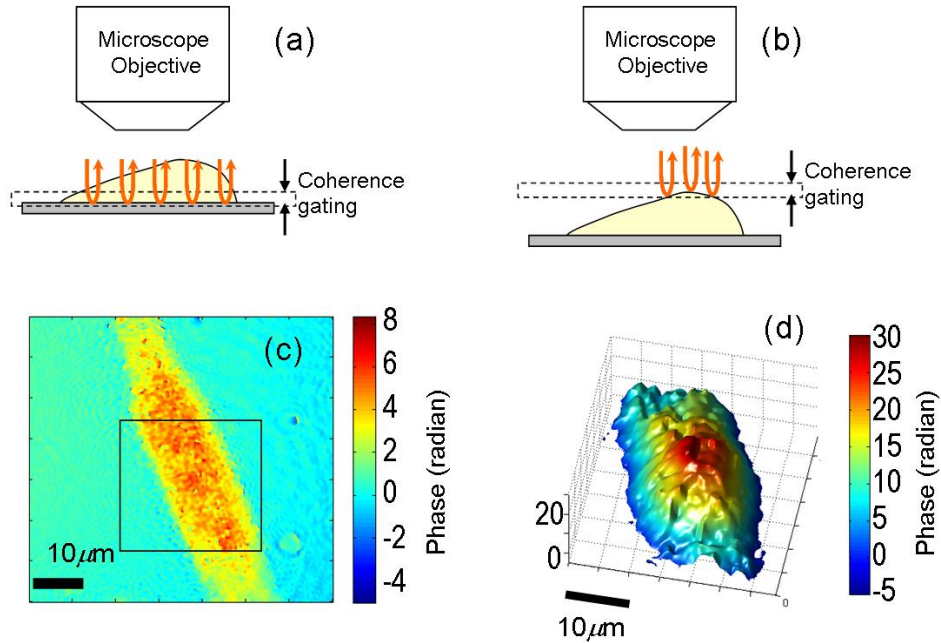 Microscope
Objective
(a)
Coherence
gating
Microscope
Objective
(b)
Coherence
gating
(c)
10μm
8
6
4
2
0
-2
-4
Phase (radian)
(d)
20
0
0
10μm
30
25
20
15
10
5
0
-5
Phase (radian)